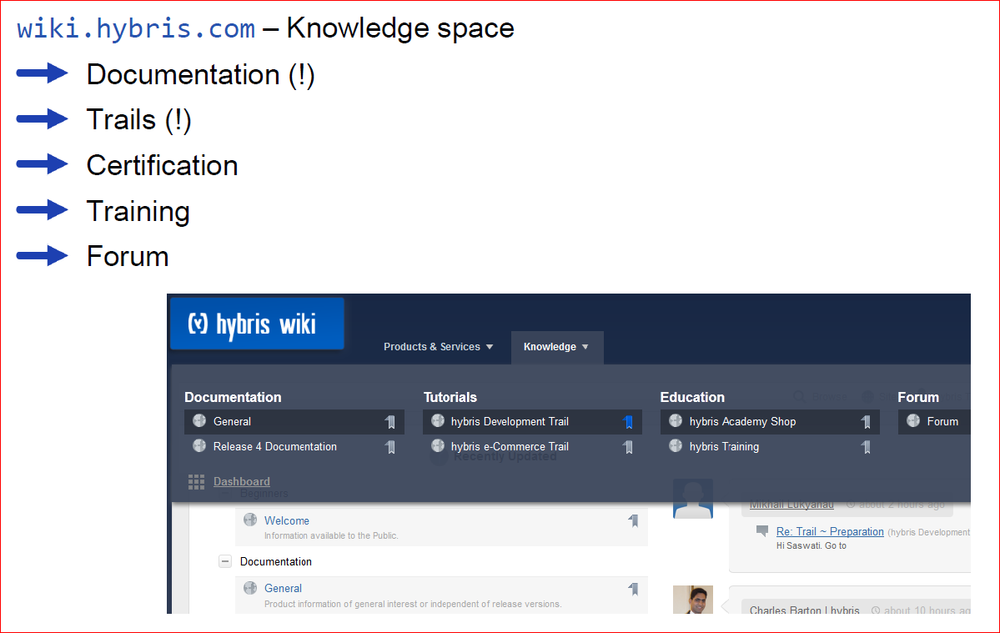 wiki.hybris.com – Knowledge space
Documentation (!)
Trails (!)
Certification
Training
Forum
hybris wiki
Products & Services
Knowledge
Documentation
Tutorials
Education
Forum
General
hybris Development Trail
hybris Academy Shop
Forum
Release 4 Documentation
hybris e-Commerce Trail
hybris Training
Recently Updated
Dashboard
Beginners
Mikhail Lukyanau about 2 hours ago
Welcome
Information available to the Public.
Re: Trail ~ Preparation (hybris Development
Hi Saswati. Go to
Documentation
General
Product information of general interest or independent of release versions.
Charles Barton | hybris about 10 hours ag